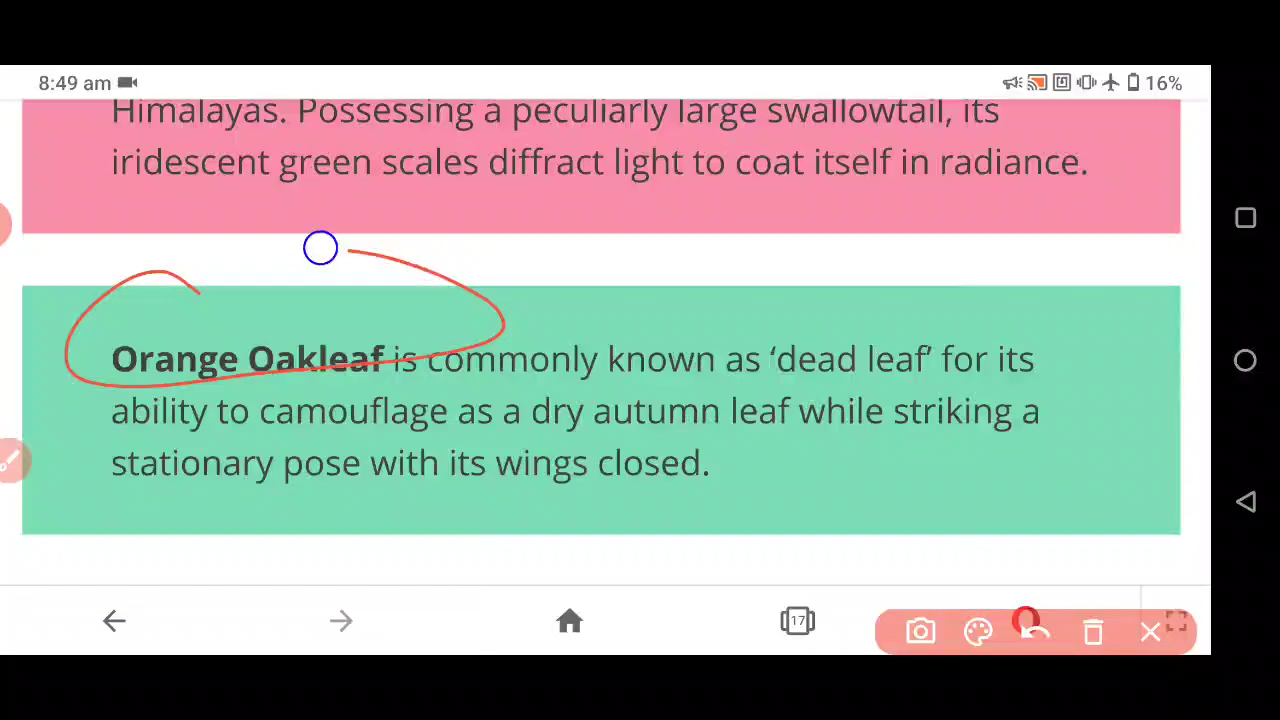 8:49 am 16%
Himalayas. Possessing a peculiarly large swallowtail, its
iridescent green scales diffract light to coat itself in radiance.
Orange Oakleaf is commonly known as ‘dead leaf’ for its
ability to camouflage as a dry autumn leaf while striking a
stationary pose with its wings closed.
17